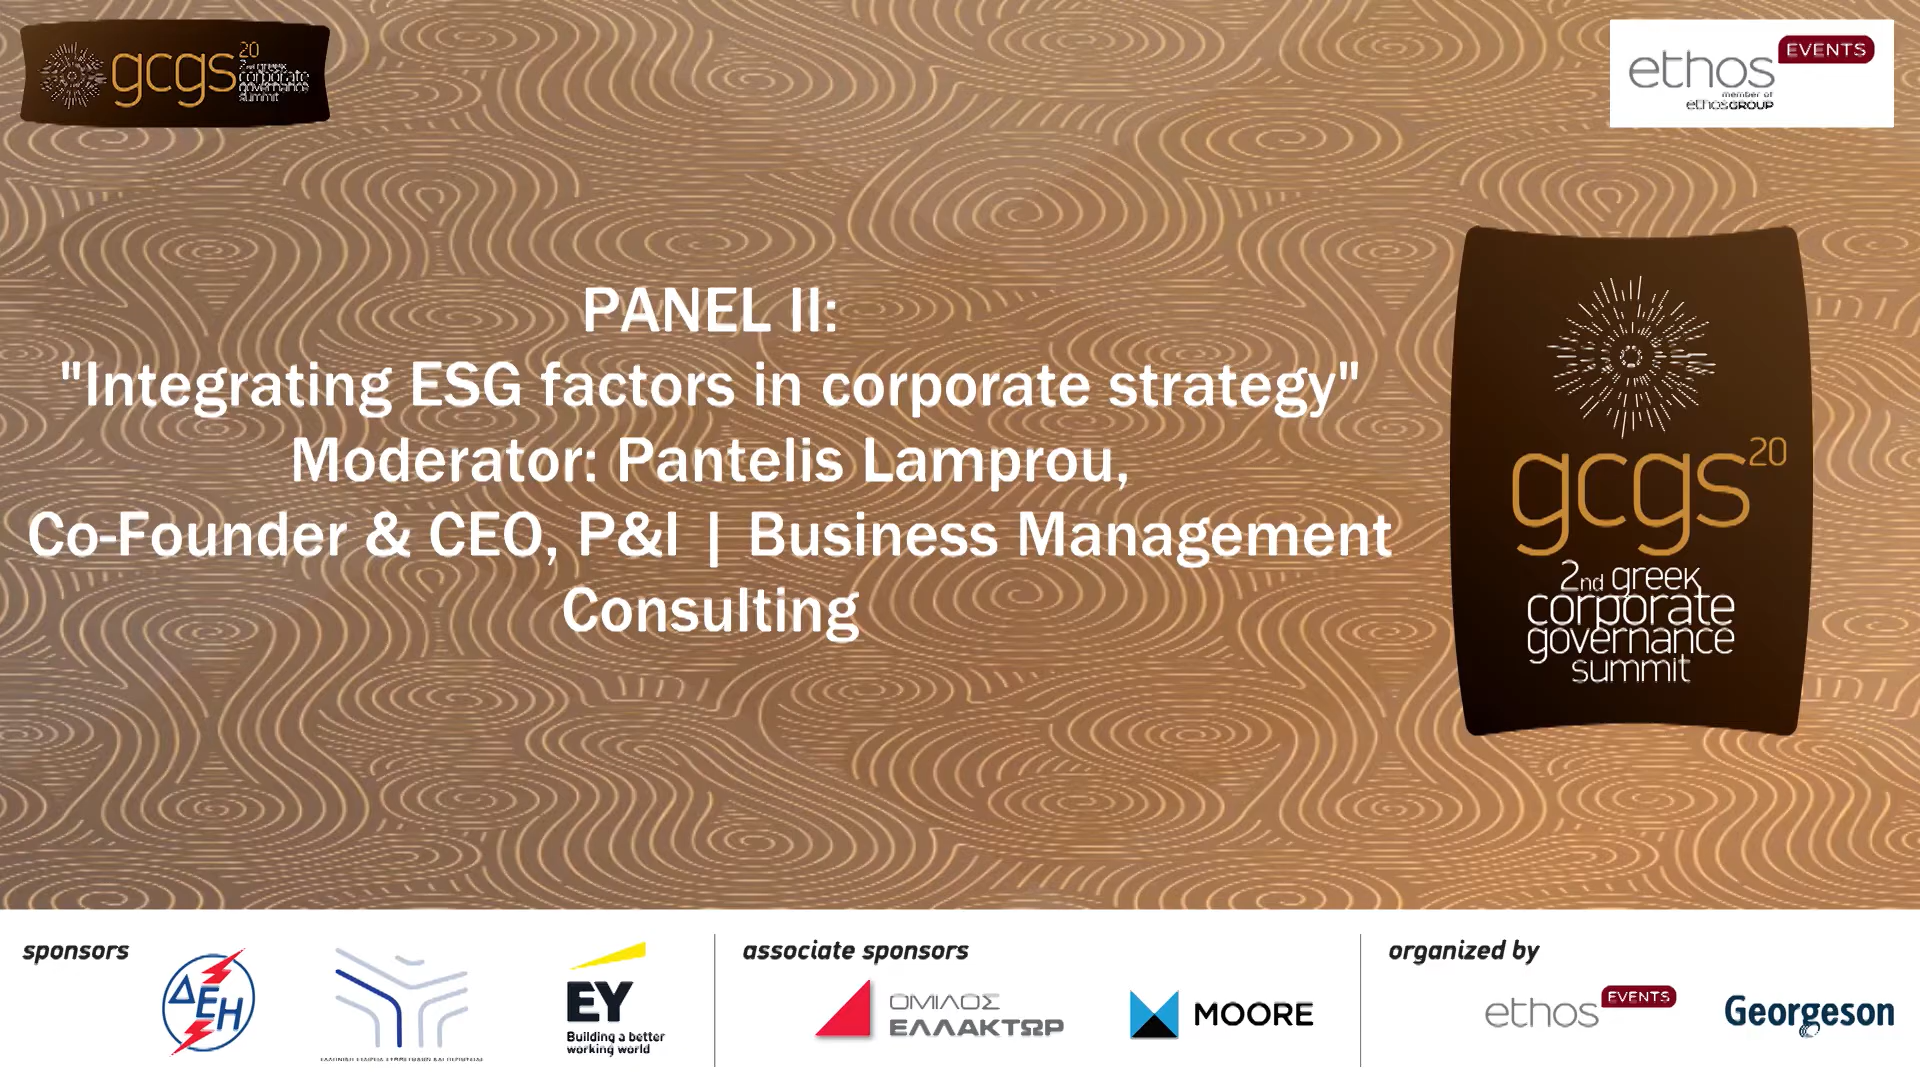 gcgs 20
2nd greek
corporate
governance
summit
ethos EVENTS
member of
ethosGROUP
PANEL II:
"Integrating ESG factors in corporate strategy"
Moderator: Pantelis Lamprou,
Co-Founder & CEO, P&I | Business Management
Consulting
gcgs 20
2nd greek
corporate
governance
summit
sponsors
ΔΕΗ
EY
Building a better
working world
associate sponsors
ΟΜΙΛΟΣ
ΕΛΛΑΚΤΩΡ
MOORE
organized by
ethos EVENTS
Georgeson